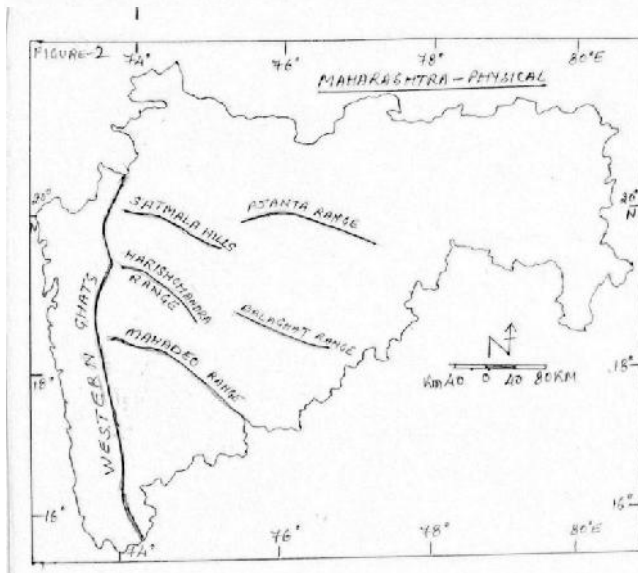 FIGURE-2
74°
76°
78°
80°E
MAHARASHTRA - PHYSICAL
20°
N
20°
N
SATMALA HILLS
AJANTA RANGE
HARISHCHANDRA
RANGE
BALAGHAT RANGE
WESTERN GHATS
MAHADEO RANGE
N
18°
18°
KM 40 0 40 80 KM
16°
16°
74°
76°
78°
80°E